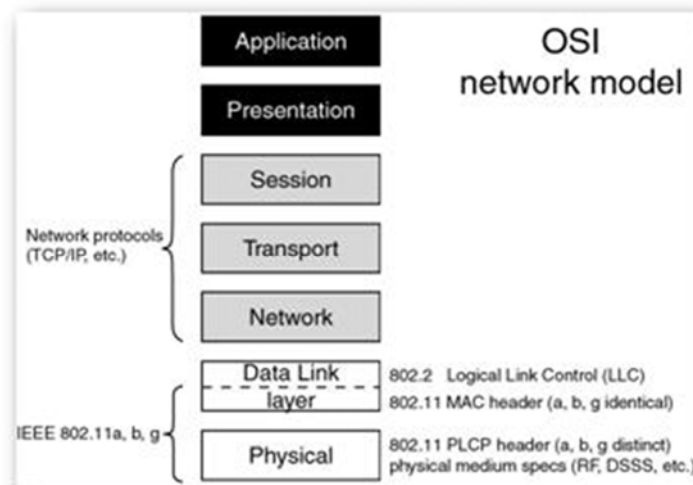 Application
OSI
network model
Presentation
Session
Network protocols
(TCP/IP, etc.)
Transport
Network
Data Link
layer
802.2 Logical Link Control (LLC)
802.11 MAC header (a, b, g identical)
IEEE 802.11a, b, g
Physical
802.11 PLCP header (a, b, g distinct)
physical medium specs (RF, DSSS, etc.)